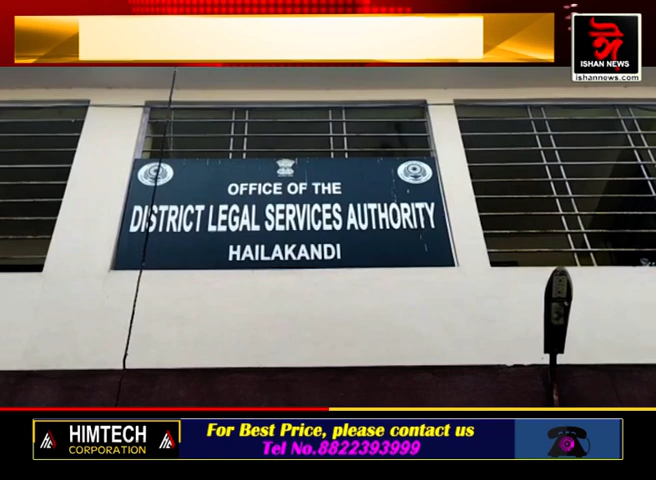 ঈ
ISHAN NEWS
ishannews.com
OFFICE OF THE
DISTRICT LEGAL SERVICES AUTHORITY
HAILAKANDI
HIMTECH
CORPORATION
For Best Price, please contact us
Tel No.8822393999